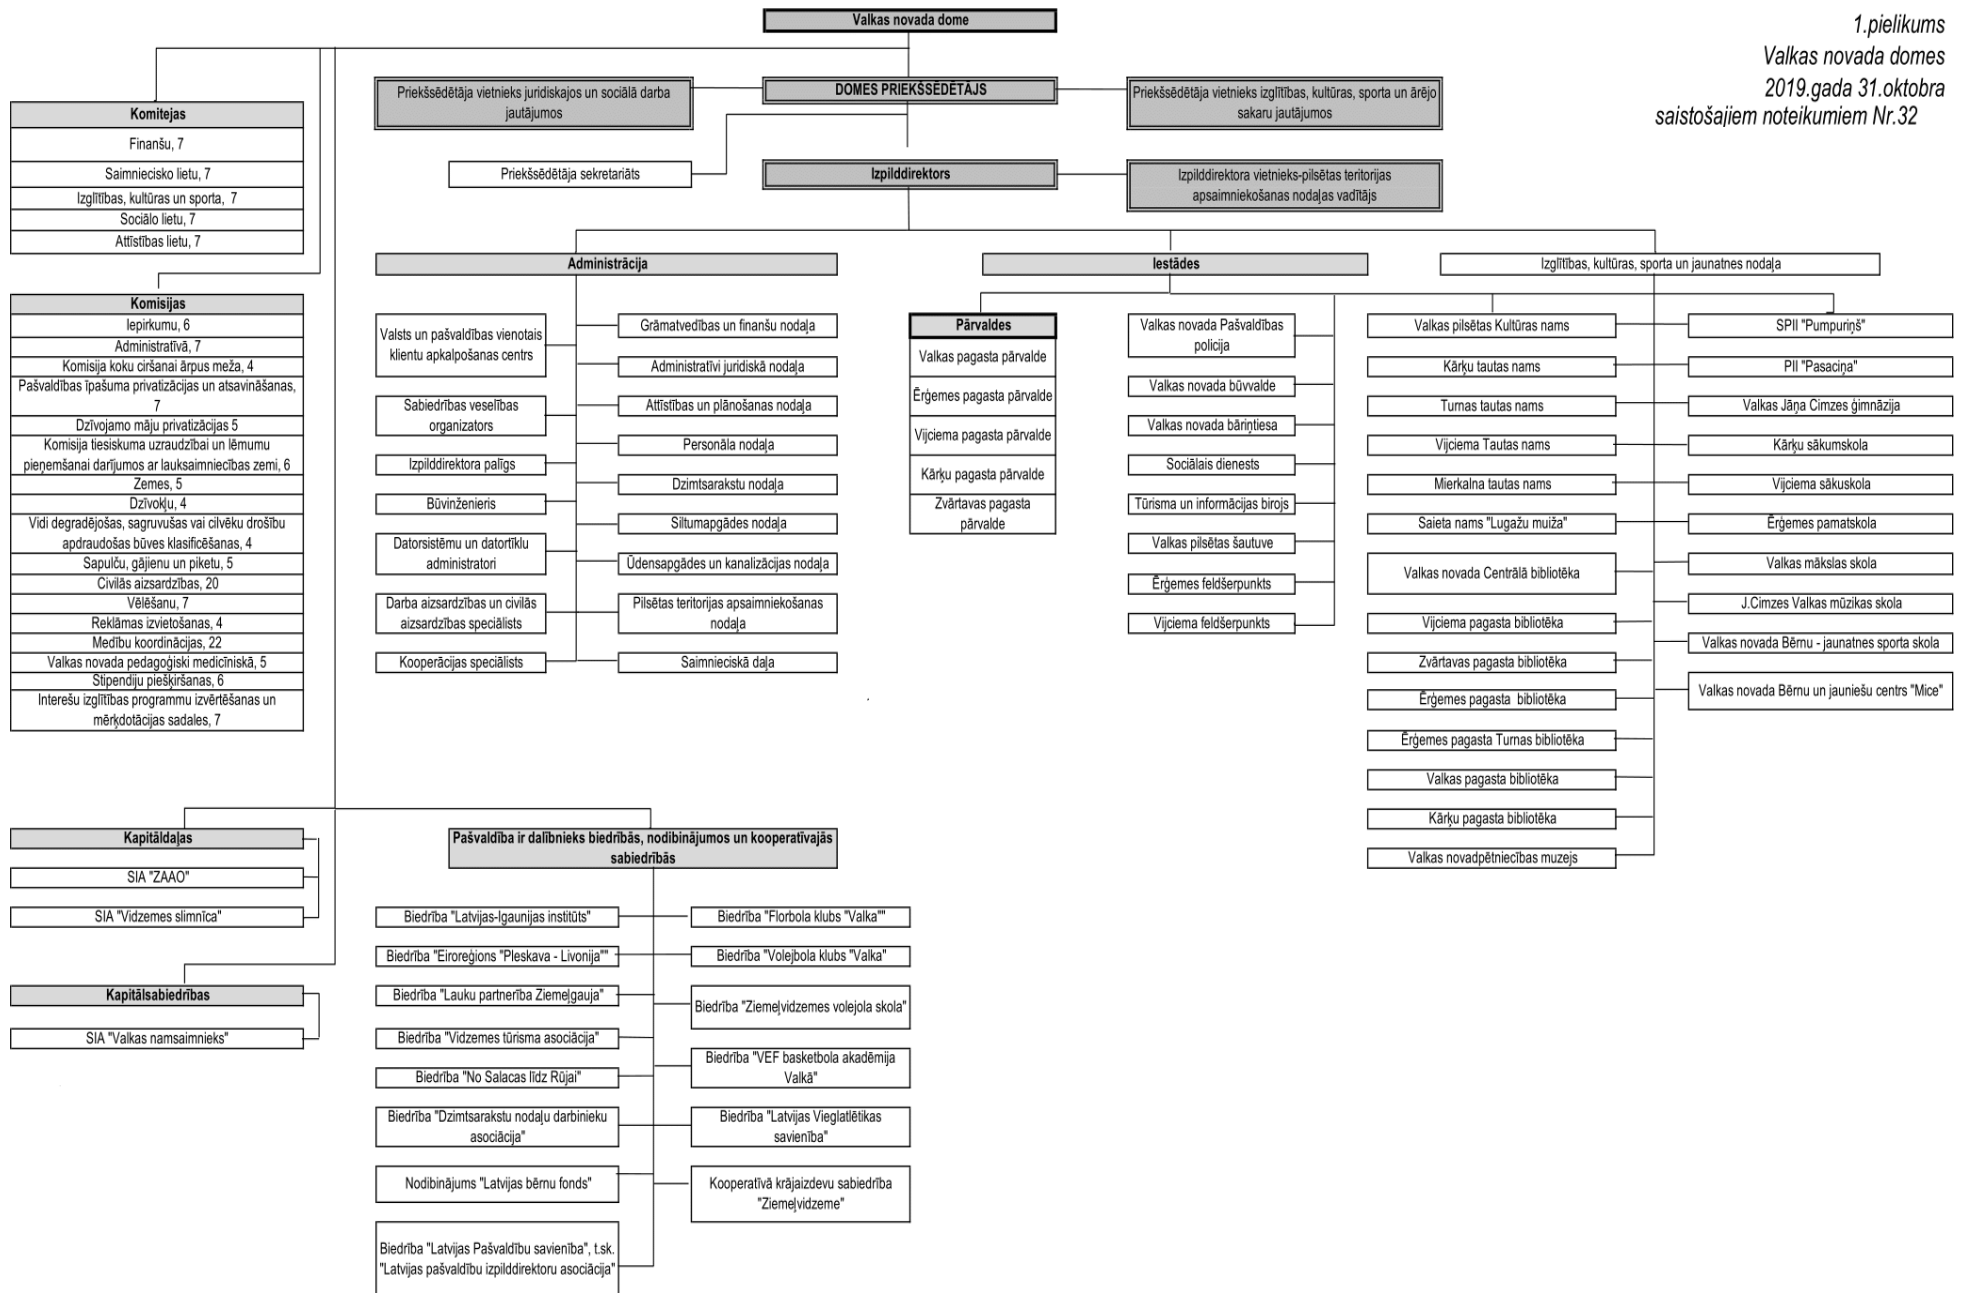 Valkas novada dome
1.pielikums
Valkas novada domes
2019.gada 31.oktobra
saistošajiem noteikumiem Nr.32
Priekšsēdētāja vietnieks juridiskajos un sociālā darba
jautājumos
DOMES PRIEKŠSĒDĒTĀJS
Priekšsēdētāja vietnieks izglītības, kultūras, sporta un ārējo
sakaru jautājumos
Priekšsēdētāja sekretariāts
Izpilddirektors
Izpilddirektora vietnieks-pilsētas teritorijas
apsaimniekošanas nodaļas vadītājs
Komitejas
Finanšu, 7
Saimniecisko lietu, 7
Izglītības, kultūras un sporta, 7
Sociālo lietu, 7
Attīstības lietu, 7
Komisijas
Iepirkumu, 6
Administratīvā, 7
Komisija koku ciršanai ārpus meža, 4
Pašvaldības īpašuma privatizācijas un atsavināšanas,
7
Dzīvojamo māju privatizācijas 5
Komisija tiesiskuma uzraudzībai un lēmumu
pieņemšanai darījumos ar lauksaimniecības zemi, 6
Zemes, 5
Dzīvokļu, 4
Vidi degradējošas, sagruvušas vai cilvēku drošību
apdraudošas būves klasificēšanas, 4
Sapulču, gājienu un piketu, 5
Civilās aizsardzības, 20
Vēlēšanu, 7
Reklāmas izvietošanas, 4
Medību koordinācijas, 22
Valkas novada pedagoģiski medicīniskā, 5
Stipendiju piešķiršanas, 6
Interešu izglītības programmu izvērtēšanas un
mērķdotācijas sadales, 7
Administrācija
Valsts un pašvaldības vienotais
klientu apkalpošanas centrs
Sabiedrības veselības
organizators
Izpilddirektora palīgs
Būvinženieris
Datorsistēmu un datortīklu
administratori
Darba aizsardzības un civilās
aizsardzības speciālists
Kooperācijas speciālists
Grāmatvedības un finanšu nodaļa
Administratīvi juridiskā nodaļa
Attīstības un plānošanas nodaļa
Personāla nodaļa
Dzimtsarakstu nodaļa
Siltumapgādes nodaļa
Ūdensapgādes un kanalizācijas nodaļa
Pilsētas teritorijas apsaimniekošanas
nodaļa
Saimnieciskā daļa
Iestādes
Pārvaldes
Valkas pagasta pārvalde
Ērģemes pagasta pārvalde
Vijciema pagasta pārvalde
Kārķu pagasta pārvalde
Zvārtavas pagasta
pārvalde
Valkas novada Pašvaldības
policija
Valkas novada būvvalde
Valkas novada bāriņtiesa
Sociālais dienests
Tūrisma un informācijas birojs
Valkas pilsētas šautuve
Ērģemes feldšerpunkts
Vijciema feldšerpunkts
Izglītības, kultūras, sporta un jaunatnes nodaļa
Valkas pilsētas Kultūras nams
Kārķu tautas nams
Turnas tautas nams
Vijciema Tautas nams
Mierkalna tautas nams
Saieta nams "Lugažu muiža"
Valkas novada Centrālā bibliotēka
Vijciema pagasta bibliotēka
Zvārtavas pagasta bibliotēka
Ērģemes pagasta bibliotēka
Ērģemes pagasta Turnas bibliotēka
Valkas pagasta bibliotēka
Kārķu pagasta bibliotēka
Valkas novadpētniecības muzejs
SPII "Pumpuriņš"
PII "Pasaciņa"
Valkas Jāņa Cimzes ģimnāzija
Kārķu sākumskola
Vijciema sākuskola
Ērģemes pamatskola
Valkas mākslas skola
J.Cimzes Valkas mūzikas skola
Valkas novada Bērnu - jaunatnes sporta skola
Valkas novada Bērnu un jauniešu centrs "Mice"
Kapitāldaļas
SIA "ZAAO"
SIA "Vidzemes slimnīca"
Kapitālsabiedrības
SIA "Valkas namsaimnieks"
Pašvaldība ir dalībnieks biedrībās, nodibinājumos un kooperatīvajās
sabiedrībās
Biedrība "Latvijas-Igaunijas institūts"
Biedrība "Eiroreģions "Pleskava - Livonija""
Biedrība "Lauku partnerība Ziemeļgauja"
Biedrība "Vidzemes tūrisma asociācija"
Biedrība "No Salacas līdz Rūjai"
Biedrība "Dzimtsarakstu nodaļu darbinieku
asociācija"
Nodibinājums "Latvijas bērnu fonds"
Biedrība "Latvijas Pašvaldību savienība", t.sk.
"Latvijas pašvaldību izpilddirektoru asociācija"
Biedrība "Florbola klubs "Valka""
Biedrība "Volejbola klubs "Valka"
Biedrība "Ziemeļvidzemes volejola skola"
Biedrība "VEF basketbola akadēmija
Valkā"
Biedrība "Latvijas Vieglatlētikas
savienība"
Kooperatīvā krājaizdevu sabiedrība
"Ziemeļvidzeme"